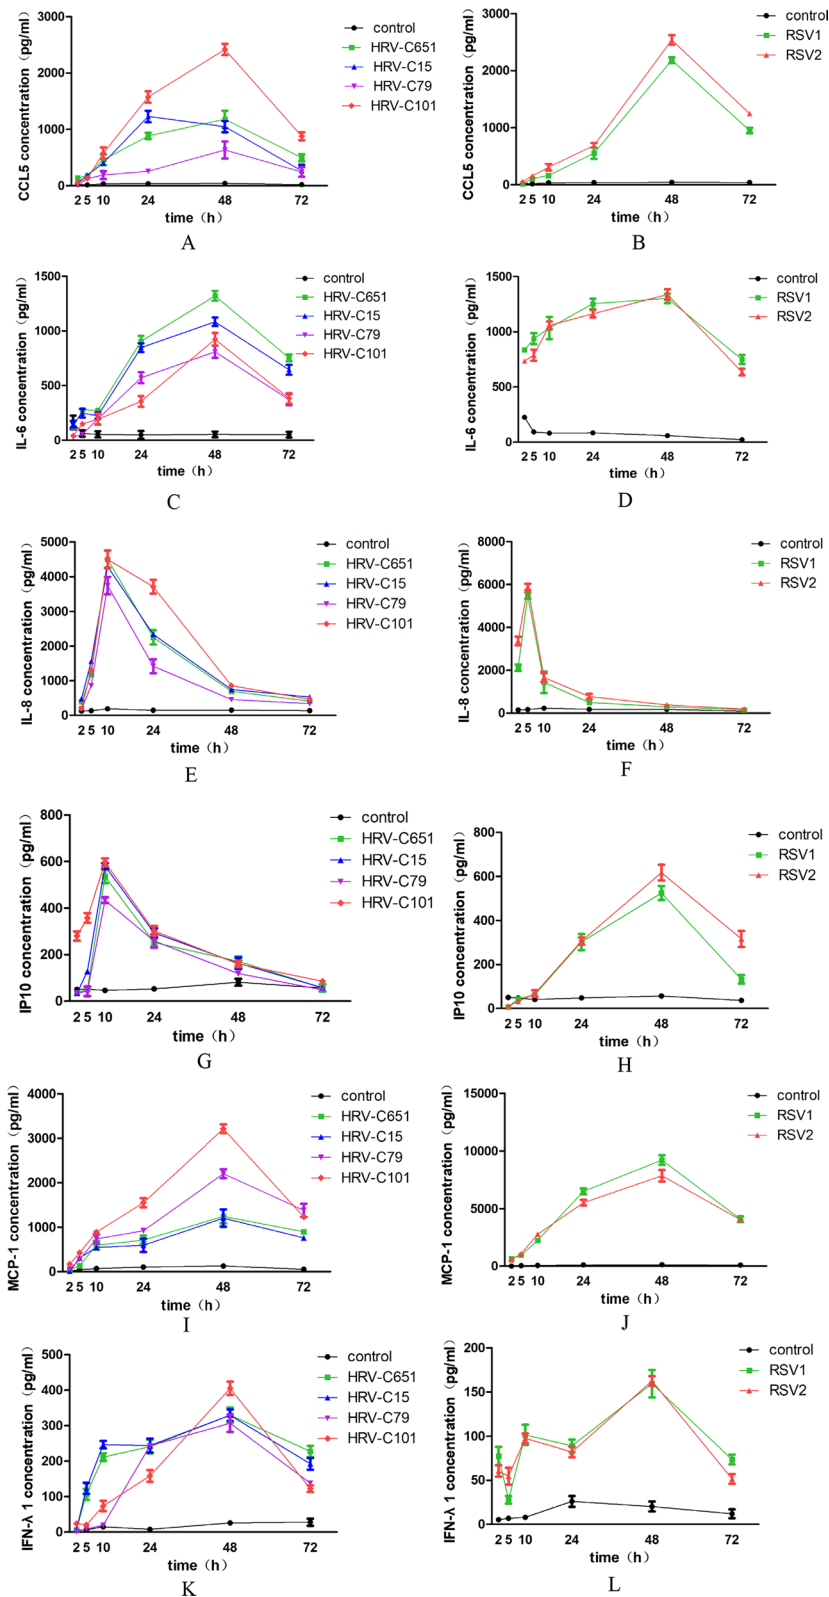 CCL5 concentration（pg/ml）
3000
2000
1000
0
2 5 10 24 48 72
time（h）
control
HRV-C651
HRV-C15
HRV-C79
HRV-C101
A
CCL5 concentration（pg/ml）
3000
2000
1000
0
2 5 10 24 48 72
time（h）
control
RSV1
RSV2
B
IL-6 concentration（pg/ml）
1500
1000
500
0
2 5 10 24 48 72
time（h）
control
HRV-C651
HRV-C15
HRV-C79
HRV-C101
C
IL-6 concentration（pg/ml）
1500
1000
500
0
2 5 10 24 48 72
time（h）
control
RSV1
RSV2
D
IL-8 concentration（pg/ml）
5000
4000
3000
2000
1000
0
2 5 10 24 48 72
time（h）
control
HRV-C651
HRV-C15
HRV-C79
HRV-C101
E
IL-8 concentration（pg/ml）
8000
6000
4000
2000
0
2 5 10 24 48 72
time（h）
control
RSV1
RSV2
F
IP10 concentration（pg/ml）
800
600
400
200
0
2 5 10 24 48 72
time（h）
control
HRV-C651
HRV-C15
HRV-C79
HRV-C101
G
IP10 concentration（pg/ml）
800
600
400
200
0
2 5 10 24 48 72
time（h）
control
RSV1
RSV2
H
MCP-1 concentration（pg/ml）
4000
3000
2000
1000
0
2 5 10 24 48 72
time（h）
control
HRV-C651
HRV-C15
HRV-C79
HRV-C101
I
MCP-1 concentration（pg/ml）
15000
10000
5000
0
2 5 10 24 48 72
time（h）
control
RSV1
RSV2
J
IFN-λ 1 concentration（pg/ml）
500
400
300
200
100
0
2 5 10 24 48 72
time（h）
control
HRV-C651
HRV-C15
HRV-C79
HRV-C101
K
IFN-λ 1 concentration（pg/ml）
200
150
100
50
0
2 5 10 24 48 72
time（h）
control
RSV1
RSV2
L